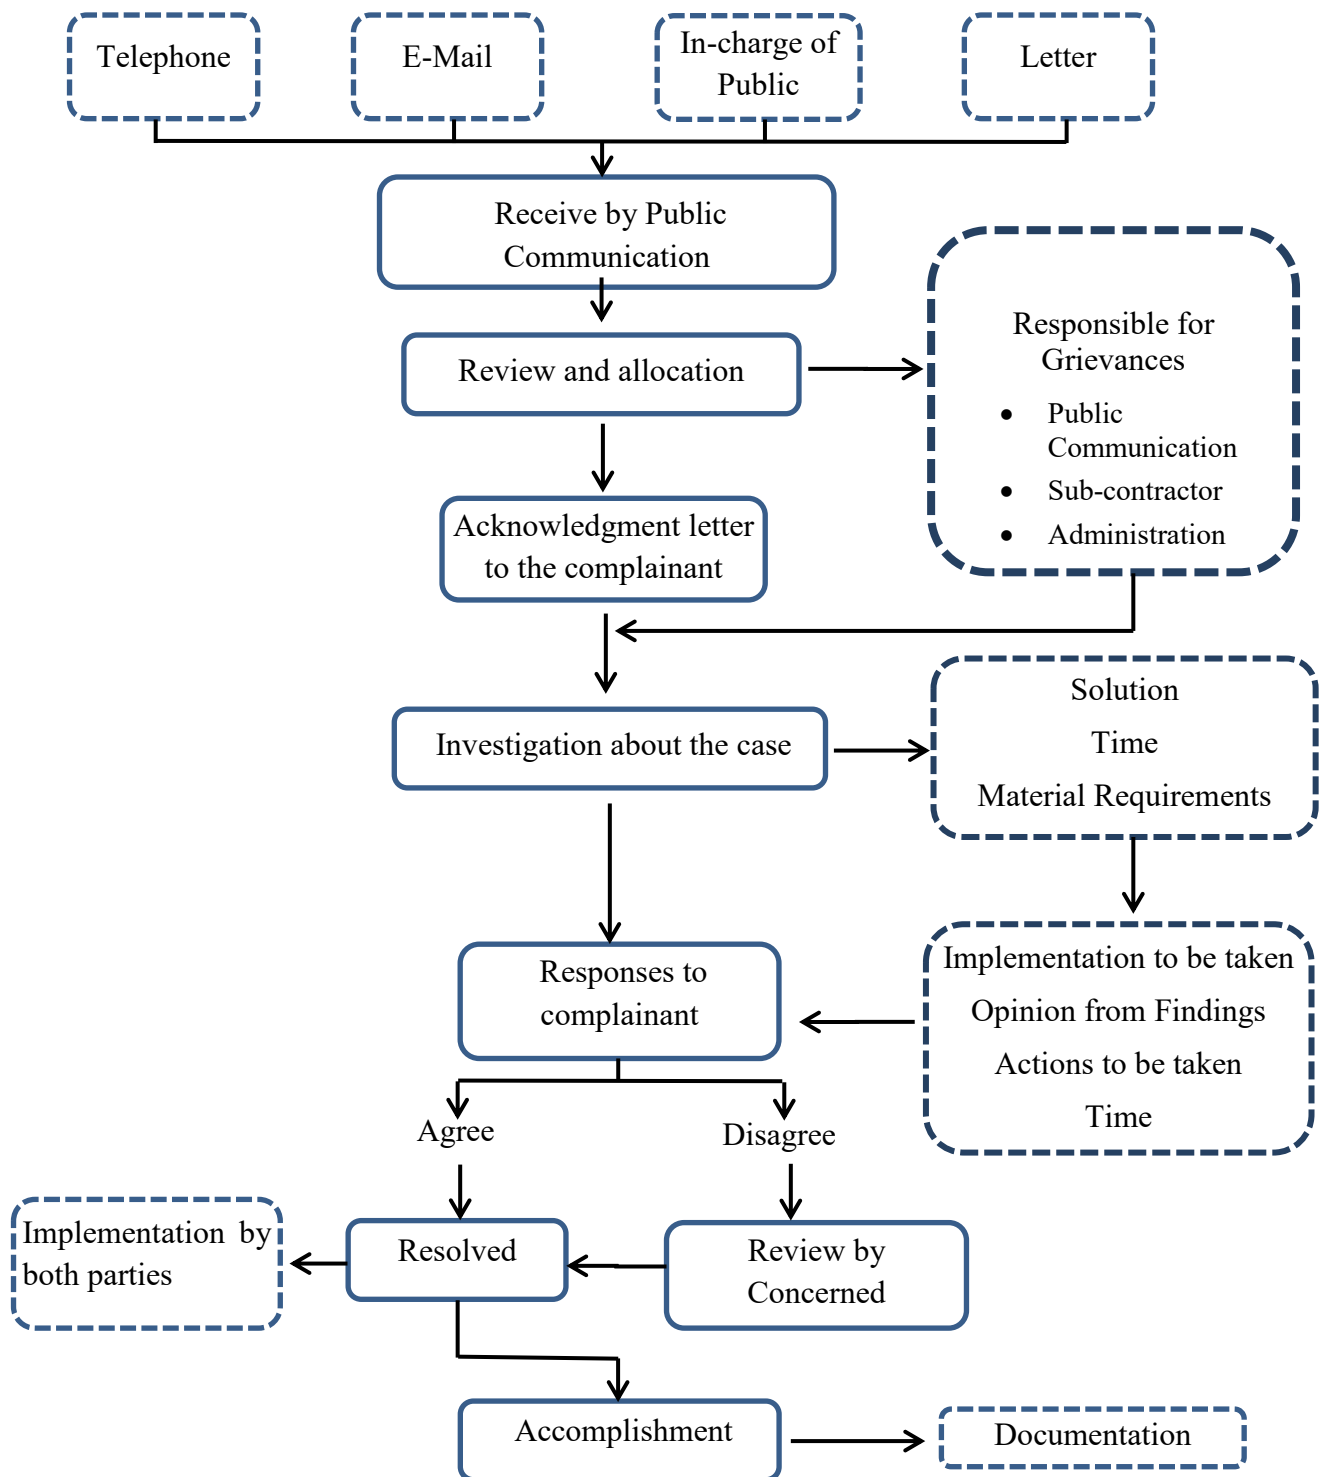 Telephone
E-Mail
In-charge of
Public
Letter
Receive by Public
Communication
Review and allocation
Responsible for
Grievances
• Public
Communication
• Sub-contractor
• Administration
Acknowledgment letter
to the complainant
Investigation about the case
Solution
Time
Material Requirements
Responses to
complainant
Implementation to be taken
Opinion from Findings
Actions to be taken
Time
Agree
Disagree
Implementation by
both parties
Resolved
Review by
Concerned
Accomplishment
Documentation